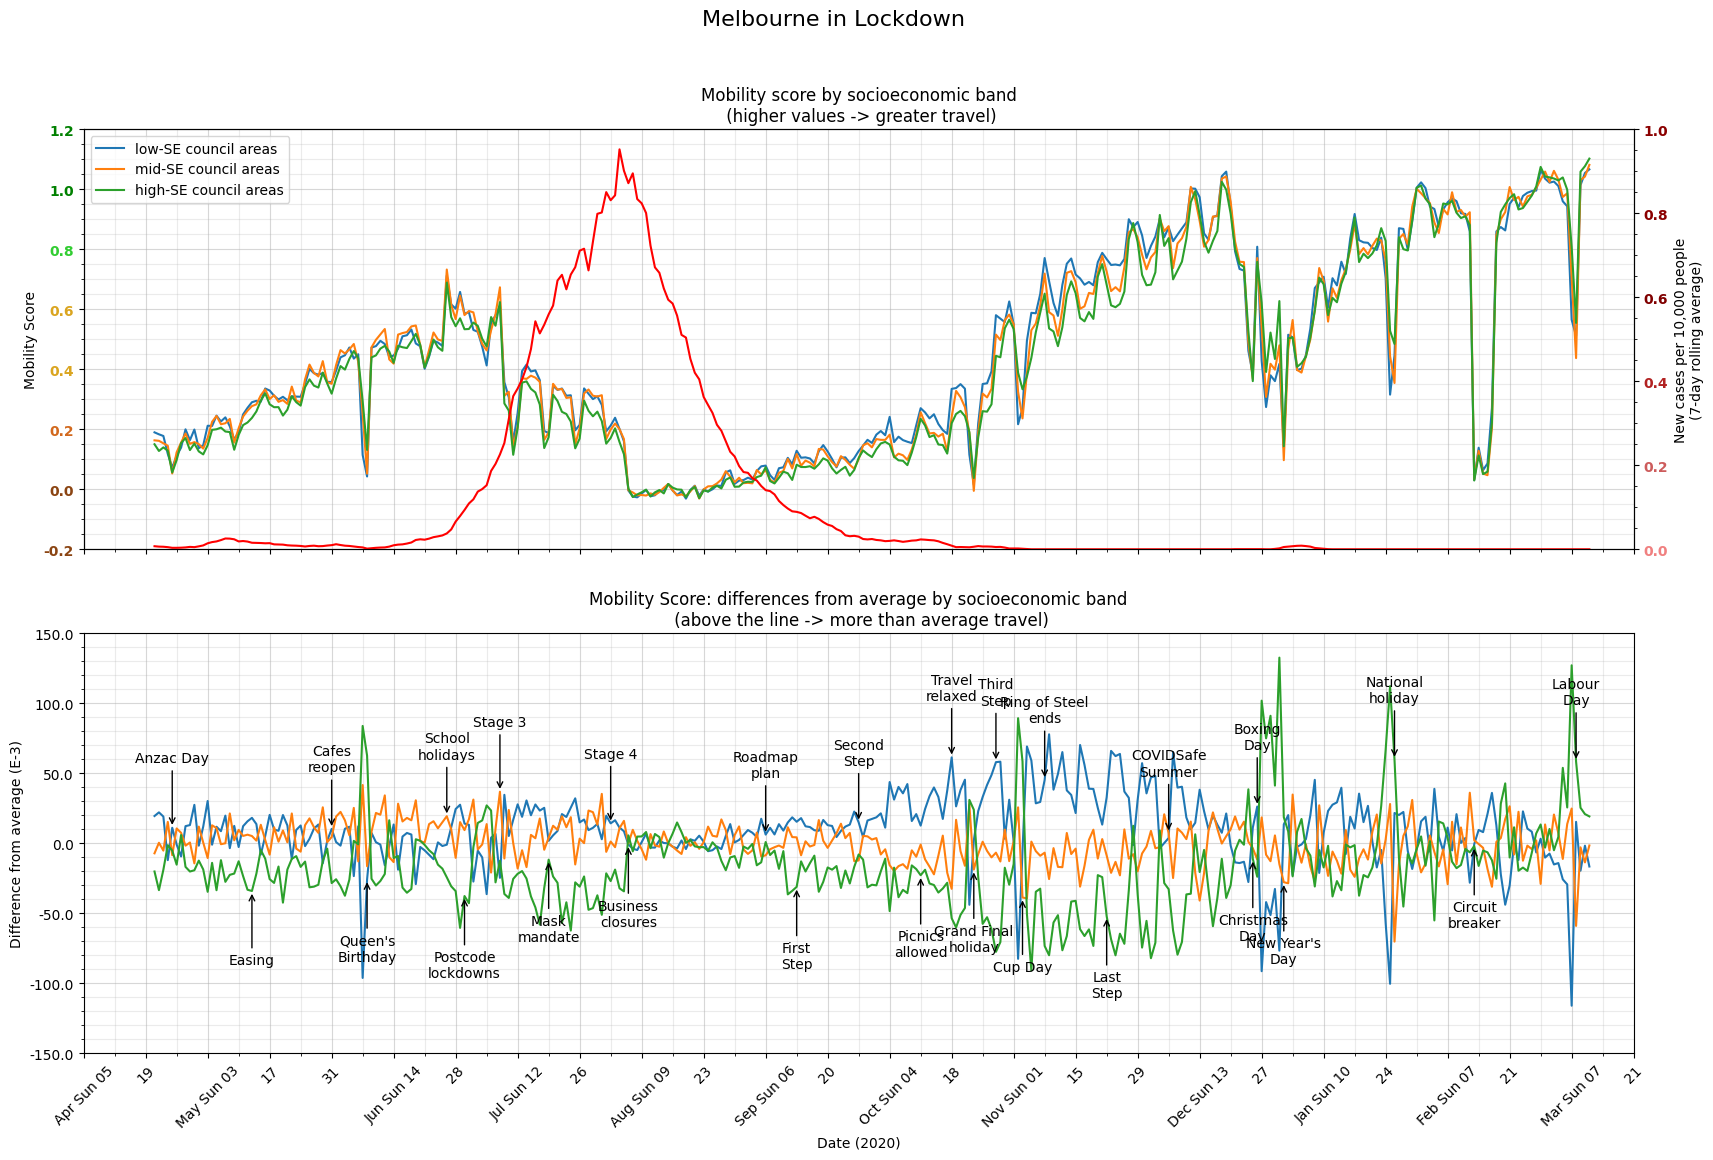 Melbourne in Lockdown
Mobility score by socioeconomic band
(higher values -> greater travel)
low-SE council areas
mid-SE council areas
high-SE council areas
1.2
1.0
0.8
0.6
0.4
0.2
0.0
-0.2
Mobility Score
1.0
0.8
0.6
0.4
0.2
0.0
New cases per 10,000 people
(7-day rolling average)
Mobility Score: differences from average by socioeconomic band
(above the line -> more than average travel)
150.0
100.0
50.0
0.0
-50.0
-100.0
-150.0
Difference from average (E-3)
Anzac Day
Easing
Cafes
reopen
Queen's
Birthday
School
holidays
Postcode
lockdowns
Stage 3
Mask
mandate
Stage 4
Business
closures
Roadmap
plan
First
Step
Second
Step
Picnics
allowed
Travel
relaxed
Grand Final
holiday
Third
Step
Cup Day
Ring of Steel
ends
Last
Step
COVIDSafe
Summer
Christmas
Day
Boxing
Day
New Year's
Day
National
holiday
Circuit
breaker
Labour
Day
Apr Sun 05
19
May Sun 03
17
31
Jun Sun 14
28
Jul Sun 12
26
Aug Sun 09
23
Sep Sun 06
20
Oct Sun 04
18
Nov Sun 01
15
29
Dec Sun 13
27
Jan Sun 10
24
Feb Sun 07
21
Mar Sun 07
21
Date (2020)